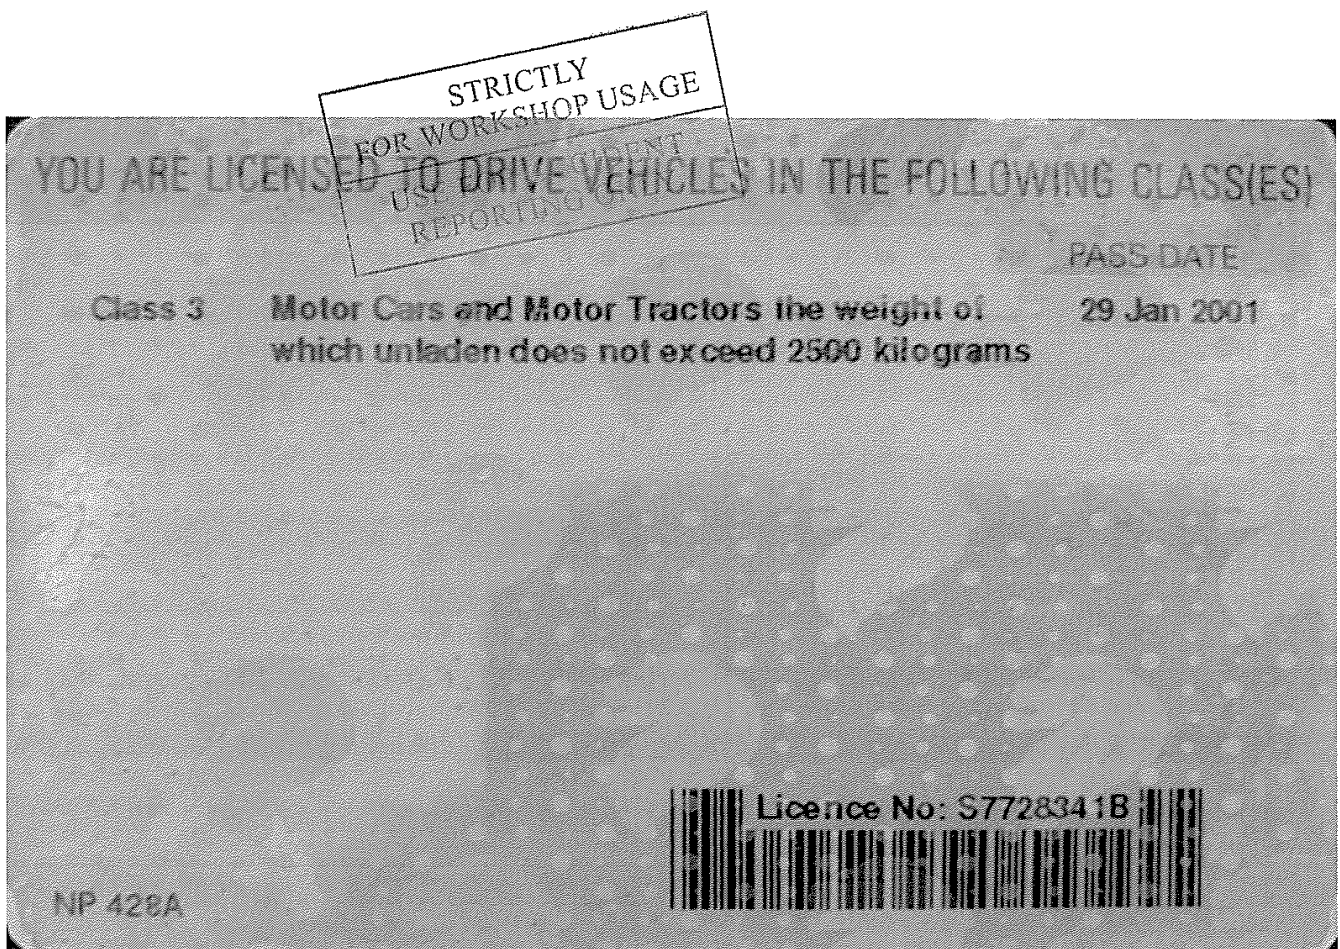 STRICTLY
FOR WORKSHOP USAGE
USE
REPORTING
YOU ARE LICENSED TO DRIVE VEHICLES IN THE FOLLOWING CLASS(ES)
PASS DATE
Class 3 Motor Cars and Motor Tractors the weight of 29 Jan 2001
which unladen does not exceed 2500 kilograms
Licence No: S7728341B
NP 428A